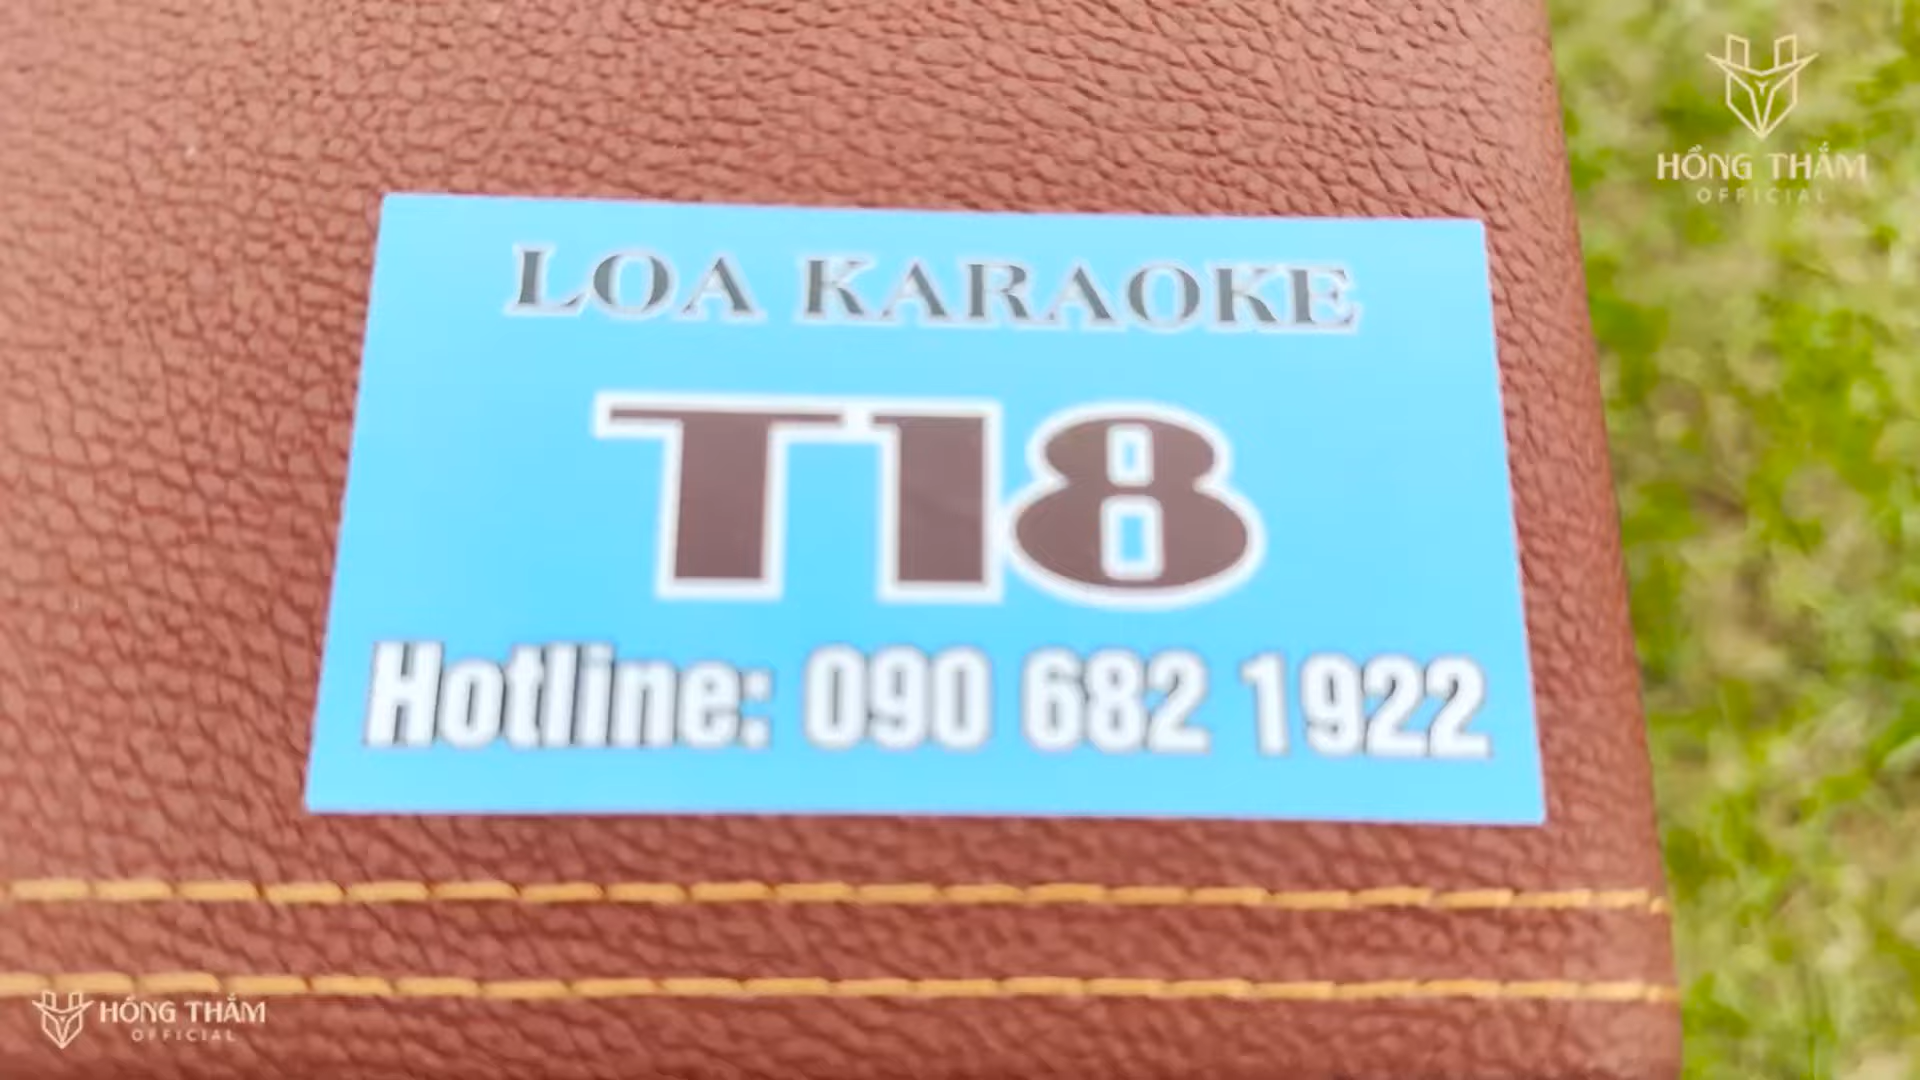 HỒNG THẮM
OFFICIAL
LOA KARAOKE
T18
Hotline: 090 682 1922
HỒNG THẮM
OFFICIAL